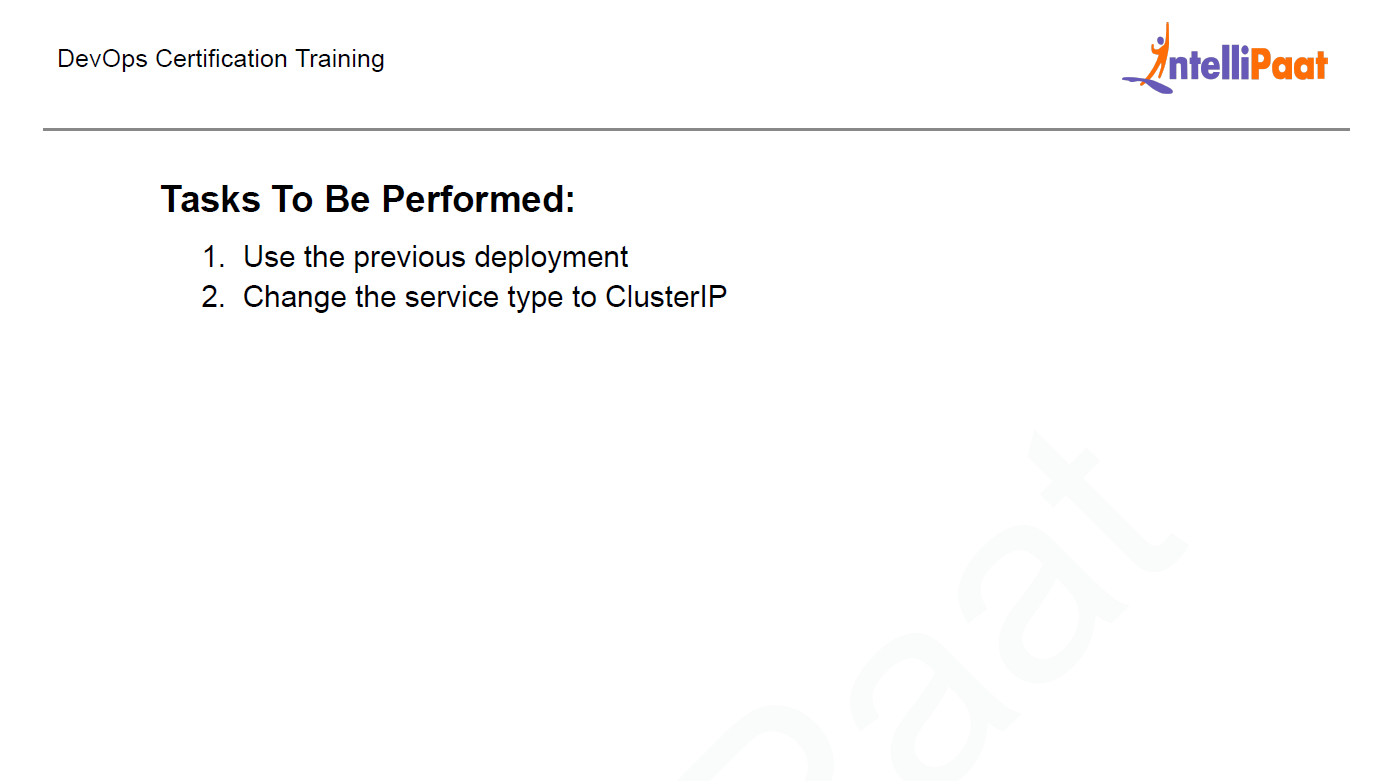 DevOps Certification Training
IntelliPaat
Tasks To Be Performed:
1. Use the previous deployment
2. Change the service type to ClusterIP
Paat